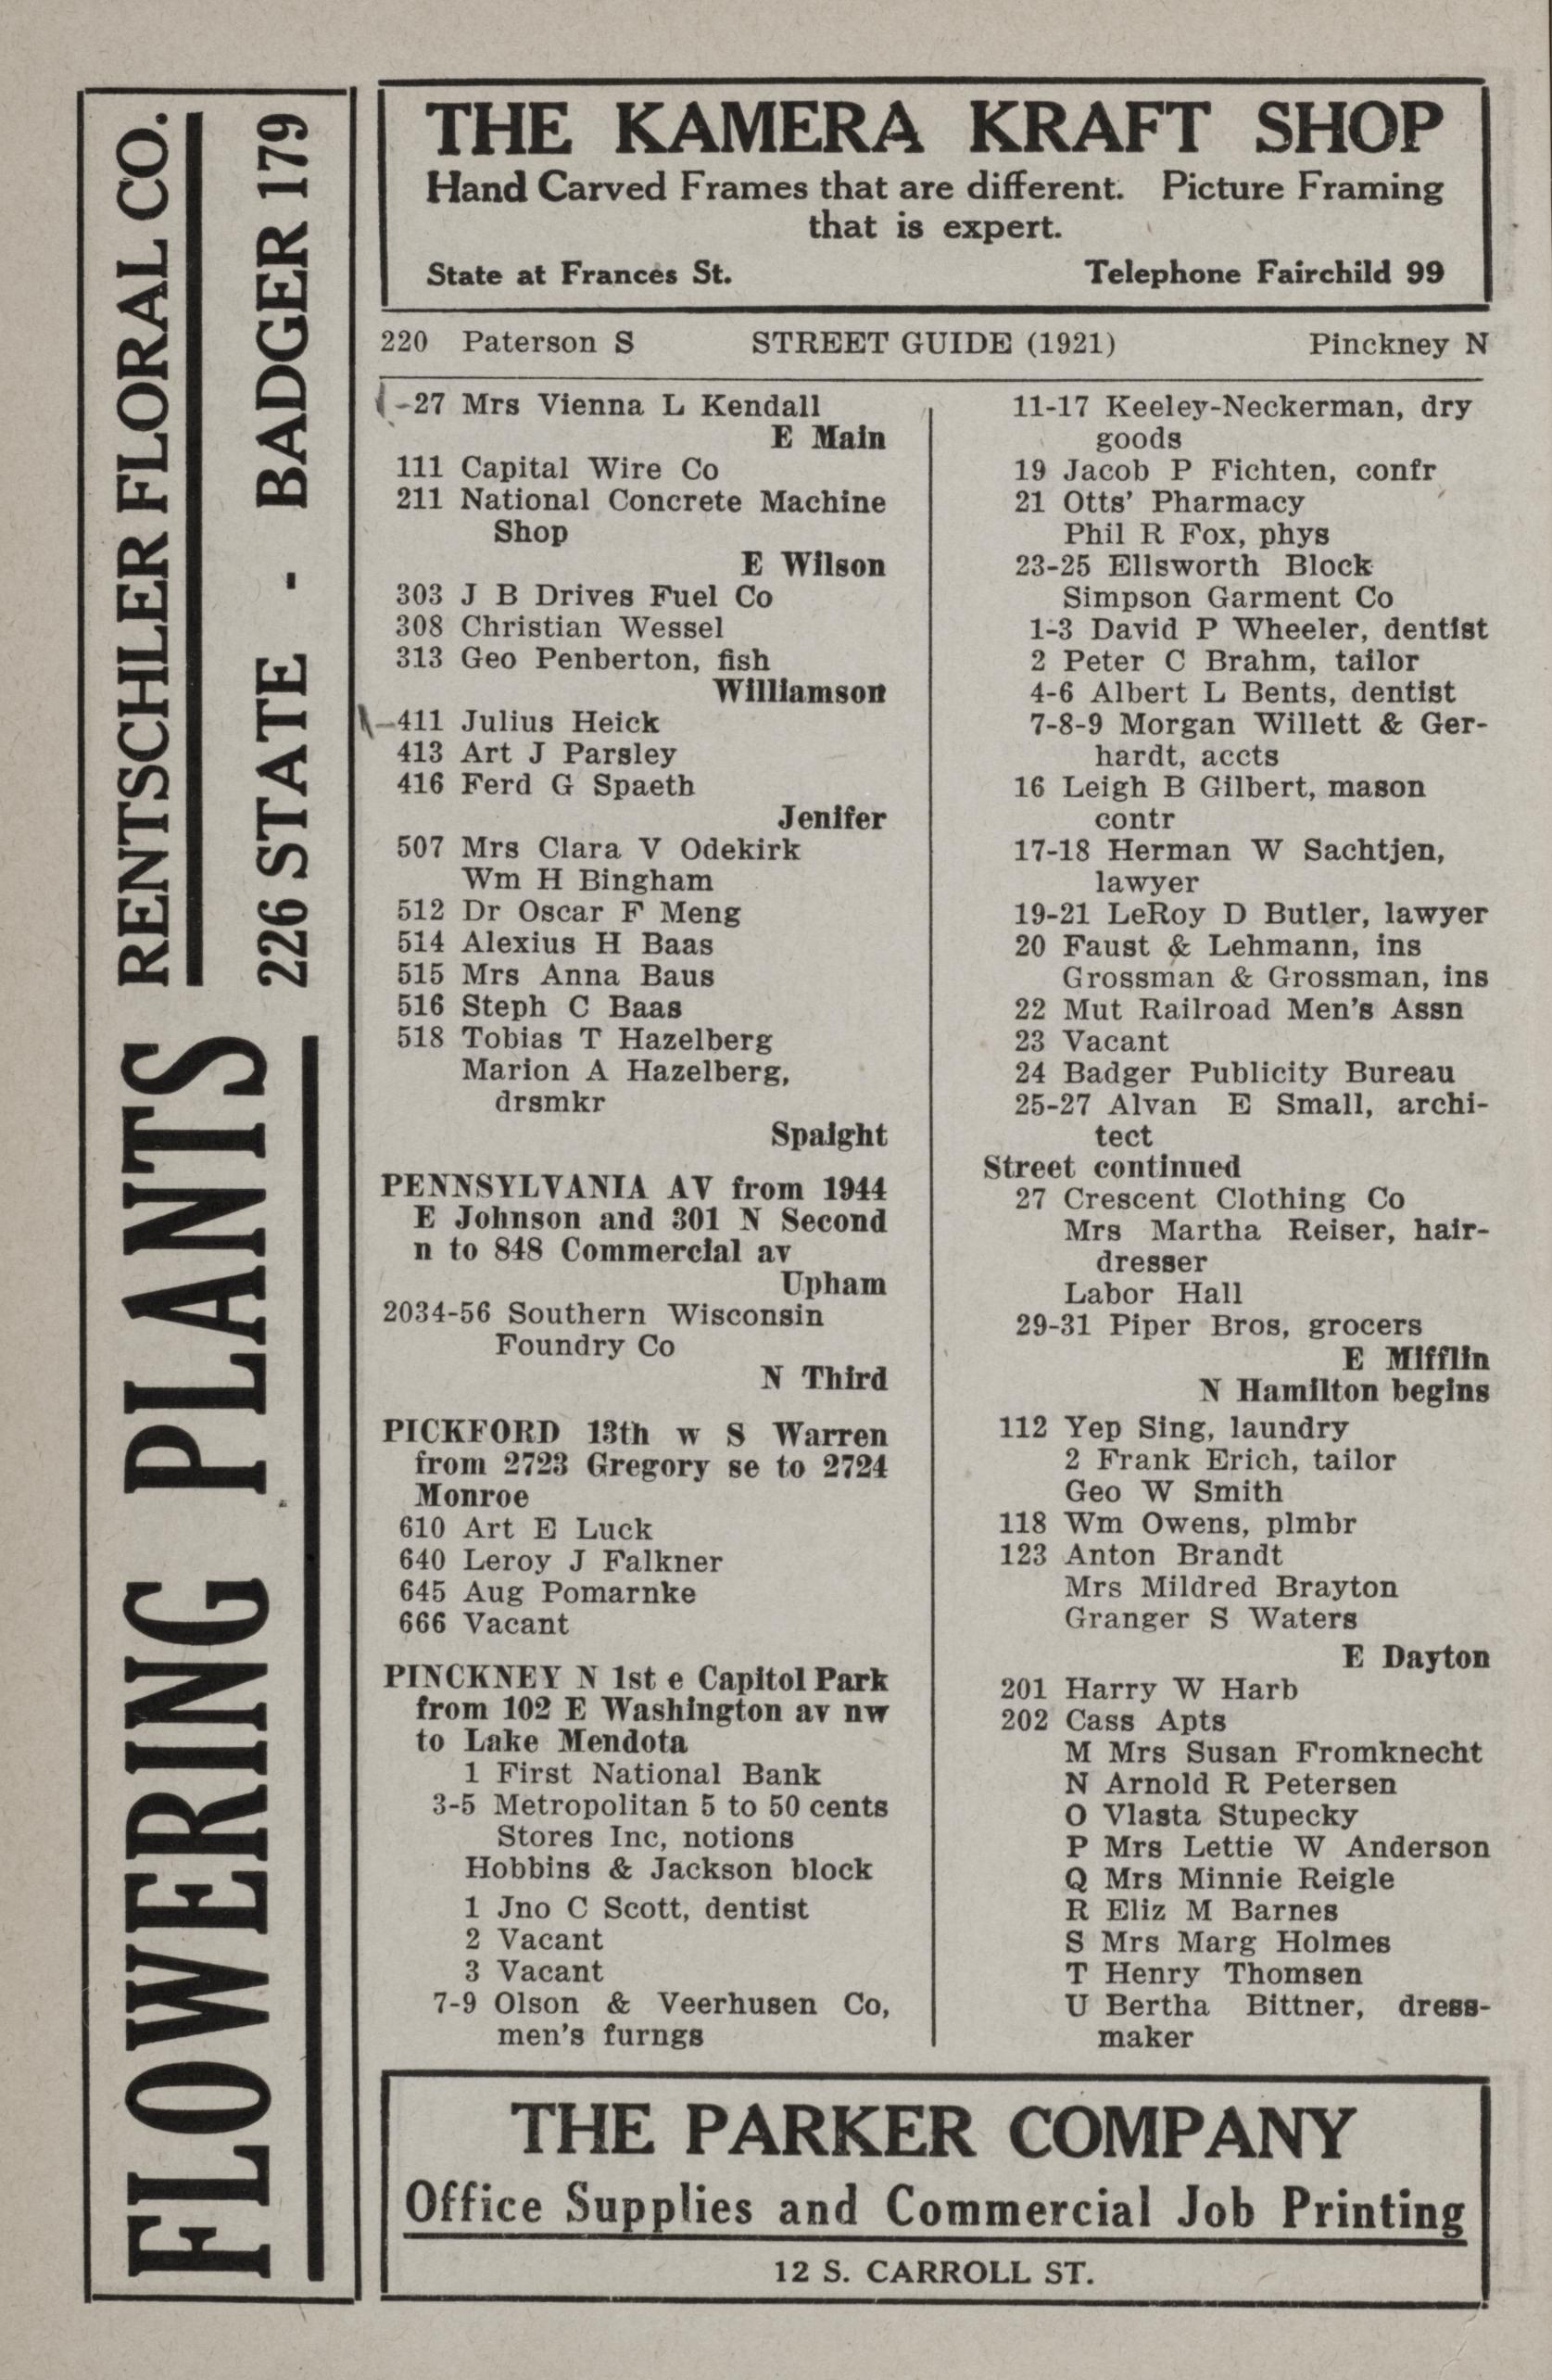 FLOWERING PLANTS
RENTSCHLER FLORAL CO.
226 STATE - BADGER 179
THE KAMERA KRAFT SHOP
Hand Carved Frames that are different. Picture Framing
that is expert.
State at Frances St. Telephone Fairchild 99
220 Paterson S STREET GUIDE (1921) Pinckney N
-27 Mrs Vienna L Kendall
E Main
111 Capital Wire Co
211 National Concrete Machine
Shop
E Wilson
303 J B Drives Fuel Co
308 Christian Wessel
313 Geo Penberton, fish
Williamson
-411 Julius Heick
413 Art J Parsley
416 Ferd G Spaeth
Jenifer
507 Mrs Clara V Odekirk
Wm H Bingham
512 Dr Oscar F Meng
514 Alexius H Baas
515 Mrs Anna Baus
516 Steph C Baas
518 Tobias T Hazelberg
Marion A Hazelberg,
drsmkr
Spaight
PENNSYLVANIA AV from 1944
E Johnson and 301 N Second
n to 848 Commercial av
Upham
2034-56 Southern Wisconsin
Foundry Co
N Third
PICKFORD 13th w S Warren
from 2723 Gregory se to 2724
Monroe
610 Art E Luck
640 Leroy J Falkner
645 Aug Pomarnke
666 Vacant
PINCKNEY N 1st e Capitol Park
from 102 E Washington av nw
to Lake Mendota
1 First National Bank
3-5 Metropolitan 5 to 50 cents
Stores Inc, notions
Hobbins & Jackson block
1 Jno C Scott, dentist
2 Vacant
3 Vacant
7-9 Olson & Veerhusen Co,
men's furngs
11-17 Keeley-Neckerman, dry
goods
19 Jacob P Fichten, confr
21 Otts' Pharmacy
Phil R Fox, phys
23-25 Ellsworth Block
Simpson Garment Co
1-3 David P Wheeler, dentist
2 Peter C Brahm, tailor
4-6 Albert L Bents, dentist
7-8-9 Morgan Willett & Ger-
hardt, accts
16 Leigh B Gilbert, mason
contr
17-18 Herman W Sachtjen,
lawyer
19-21 LeRoy D Butler, lawyer
20 Faust & Lehmann, ins
Grossman & Grossman, ins
22 Mut Railroad Men's Assn
23 Vacant
24 Badger Publicity Bureau
25-27 Alvan E Small, archi-
tect
Street continued
27 Crescent Clothing Co
Mrs Martha Reiser, hair-
dresser
Labor Hall
29-31 Piper Bros, grocers
E Mifflin
N Hamilton begins
112 Yep Sing, laundry
2 Frank Erich, tailor
Geo W Smith
118 Wm Owens, plmbr
123 Anton Brandt
Mrs Mildred Brayton
Granger S Waters
E Dayton
201 Harry W Harb
202 Cass Apts
M Mrs Susan Fromknecht
N Arnold R Petersen
O Vlasta Stupecky
P Mrs Lettie W Anderson
Q Mrs Minnie Reigle
R Eliz M Barnes
S Mrs Marg Holmes
T Henry Thomsen
U Bertha Bittner, dress-
maker
THE PARKER COMPANY
Office Supplies and Commercial Job Printing
12 S. CARROLL ST.